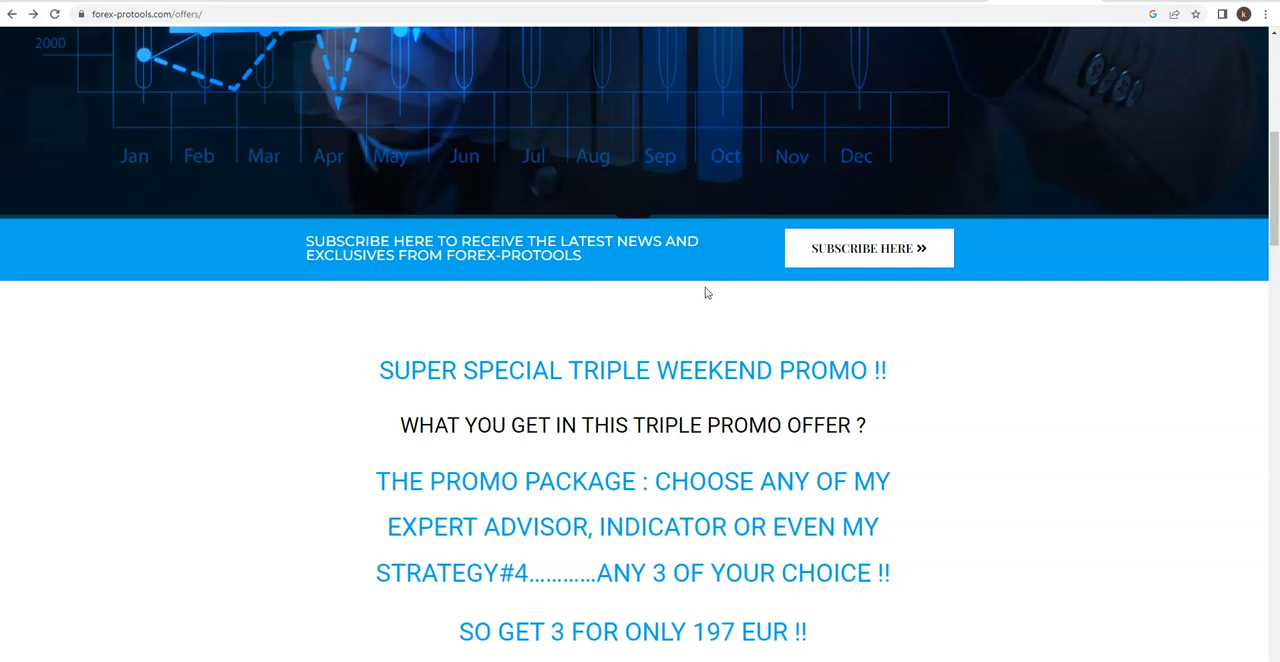 forex-protools.com/offers/
k
2000
Jan Feb Mar Apr May Jun Jul Aug Sep Oct Nov Dec
SUBSCRIBE HERE TO RECEIVE THE LATEST NEWS AND
EXCLUSIVES FROM FOREX-PROTOOLS
SUBSCRIBE HERE »
SUPER SPECIAL TRIPLE WEEKEND PROMO !!
WHAT YOU GET IN THIS TRIPLE PROMO OFFER ?
THE PROMO PACKAGE : CHOOSE ANY OF MY
EXPERT ADVISOR, INDICATOR OR EVEN MY
STRATEGY#4............ANY 3 OF YOUR CHOICE !!
SO GET 3 FOR ONLY 197 EUR !!